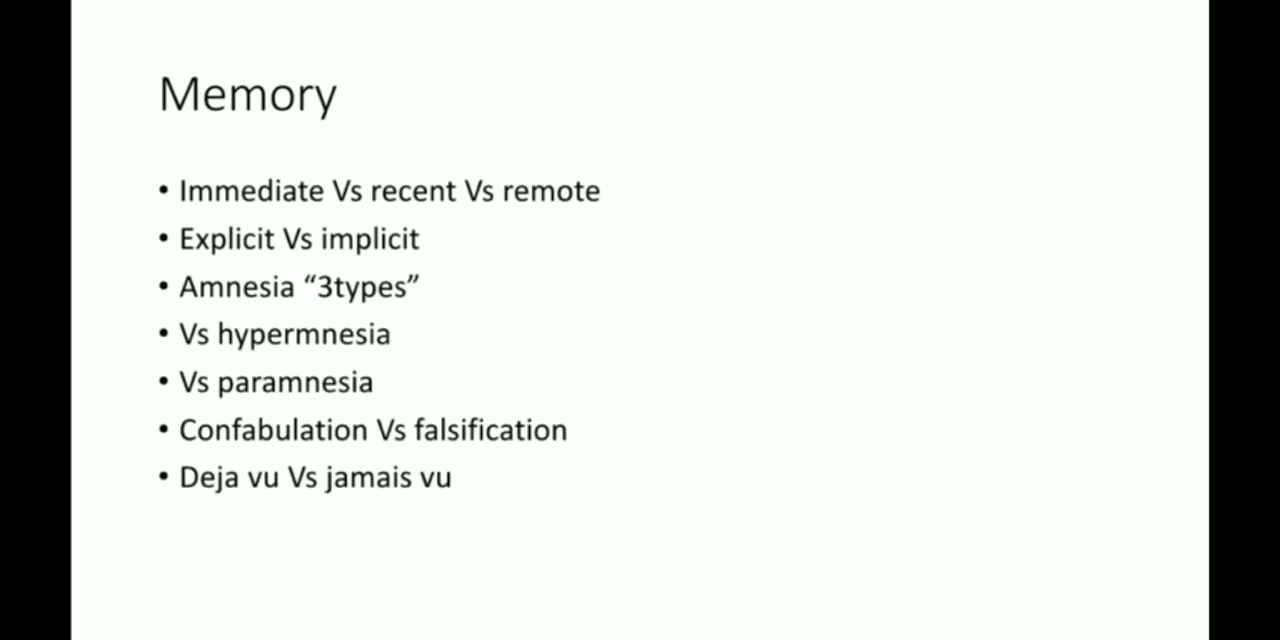 Memory
• Immediate Vs recent Vs remote
• Explicit Vs implicit
• Amnesia “3types”
• Vs hypermnesia
• Vs paramnesia
• Confabulation Vs falsification
• Deja vu Vs jamais vu